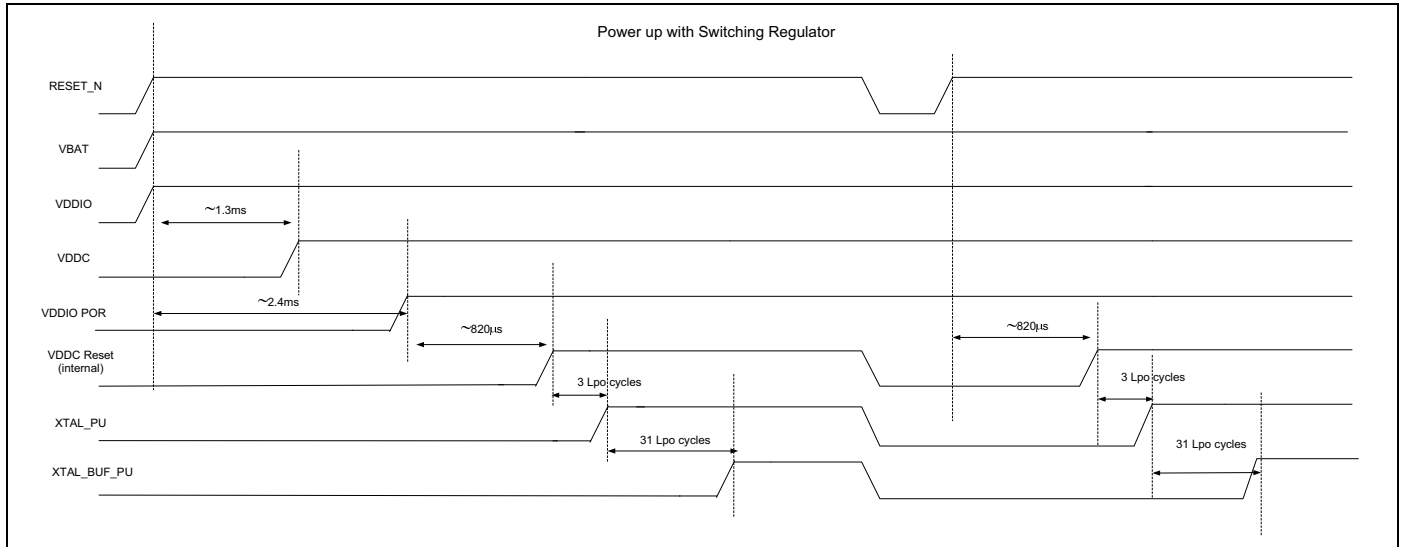 Power up with Switching Regulator
RESET_N
VBAT
VDDIO
~1.3ms
VDDC
~2.4ms
VDDIO POR
~820µs
~820µs
VDDC Reset
(internal)
3 Lpo cycles
3 Lpo cycles
XTAL_PU
31 Lpo cycles
31 Lpo cycles
XTAL_BUF_PU